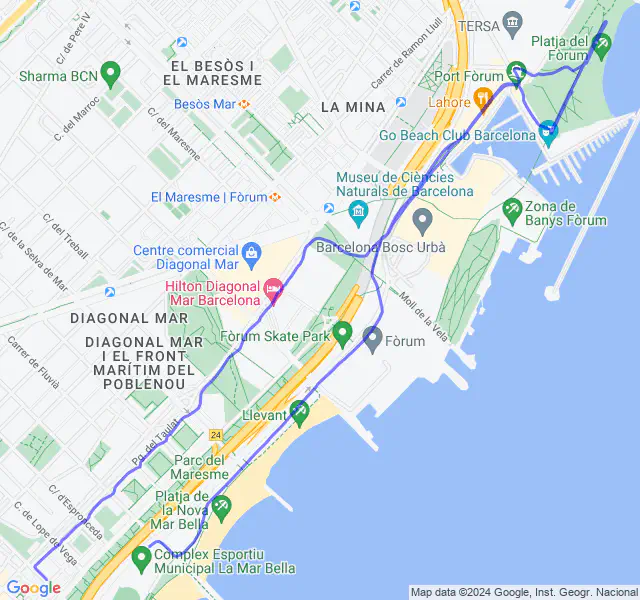 C/ de Pere IV
TERSA
Carrer de Ramon Llull
Platja del
Fòrum
EL BESÒS I
EL MARESME
Sharma BCN
Port Fòrum
Besòs Mar
LA MINA
Lahore
C. del Marroc
C/ del Maresme
Go Beach Club Barcelona
Museu de Ciències
Naturals de Barcelona
El Maresme | Fòrum
Zona de
Banys Fòrum
C/ del Treball
C/ de la Selva de Mar
Centre comercial
Diagonal Mar
Barcelona Bosc Urbà
Hilton Diagonal
Mar Barcelona
Moll de la Vela
DIAGONAL MAR
Fòrum Skate Park
Fòrum
DIAGONAL MAR
I EL FRONT
MARÍTIM DEL
POBLENOU
Carrer de Fluvià
Llevant
Pg. del Taulat
24
Parc del
Maresme
C/ d'Espronceda
Platja de
la Nova
Mar Bella
C. de Lope de Vega
Complex Esportiu
Municipal La Mar Bella
Google
Map data ©2024 Google, Inst. Geogr. Nacional